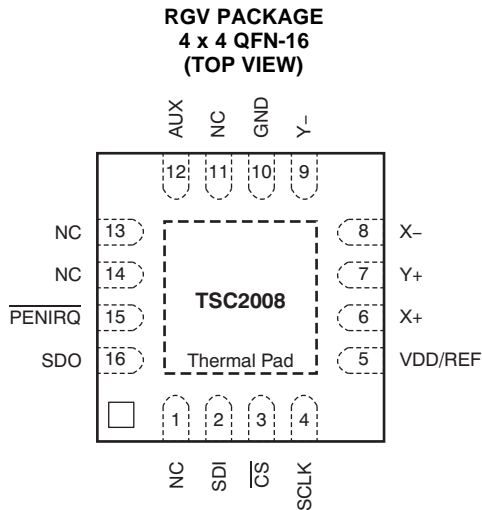 RGV PACKAGE
4 x 4 QFN-16
(TOP VIEW)
AUX
NC
GND
Y–
12
11
10
9
NC 13
8 X–
NC 14
7 Y+
PENIRQ 15
6 X+
SDO 16
5 VDD/REF
TSC2008
Thermal Pad
1
2
3
4
NC
SDI
CS
SCLK